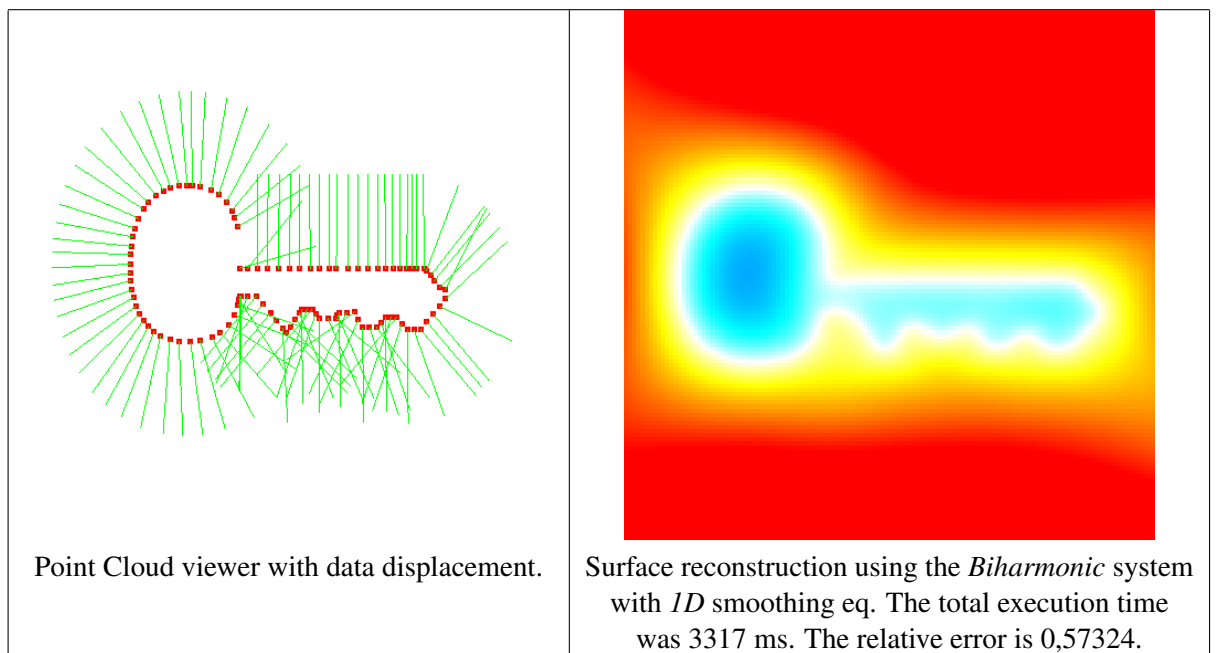 Point Cloud viewer with data displacement.
Surface reconstruction using the Biharmonic system
with 1D smoothing eq. The total execution time
was 3317 ms. The relative error is 0,57324.